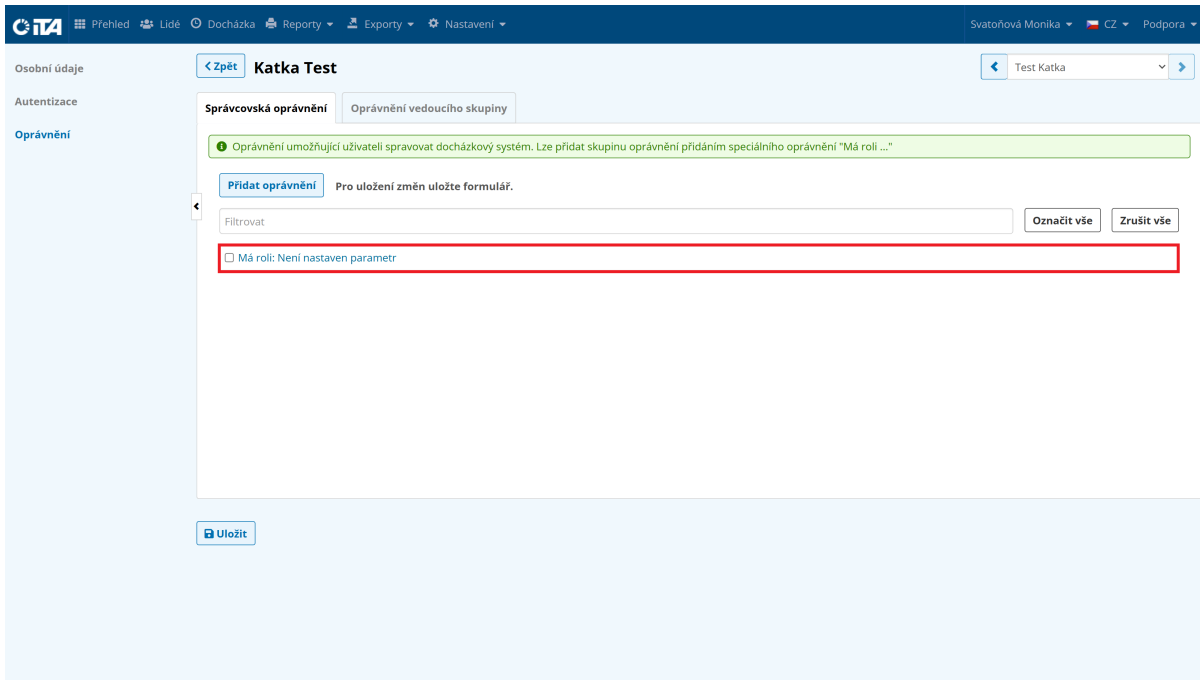 iTA Přehled Lidé Docházka Reporty Exporty Nastavení Svatoňová Monika CZ Podpora
Osobní údaje
Autentizace
Oprávnění
Zpět Katka Test Test Katka
Správcovská oprávnění Oprávnění vedoucího skupiny
Oprávnění umožňující uživateli spravovat docházkový systém. Lze přidat skupinu oprávnění přidáním speciálního oprávnění "Má roli ..."
Přidat oprávnění Pro uložení změn uložte formulář.
Filtrovat Označit vše Zrušit vše
Má roli: Není nastaven parametr
Uložit